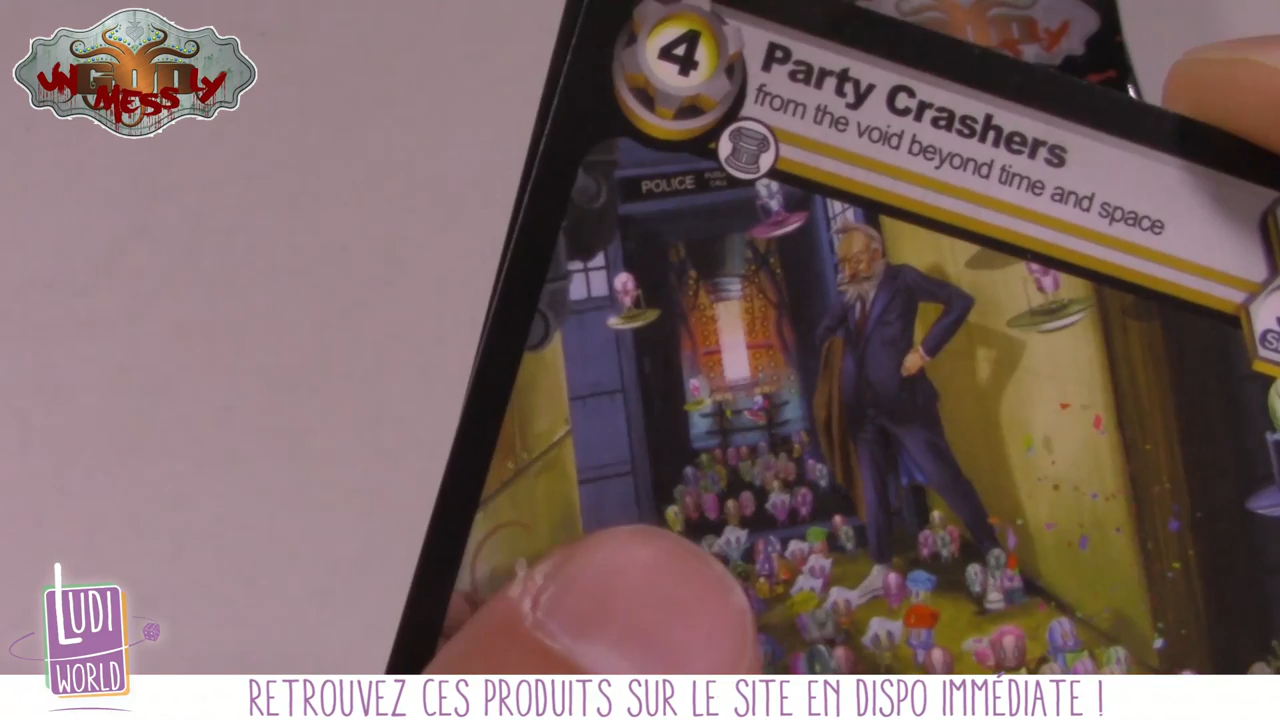 UNGODLY
MESS
4
Party Crashers
from the void beyond time and space
POLICE
CALL
LUDI
WORLD
RETROUVEZ CES PRODUITS SUR LE SITE EN DISPO IMMÉDIATE !